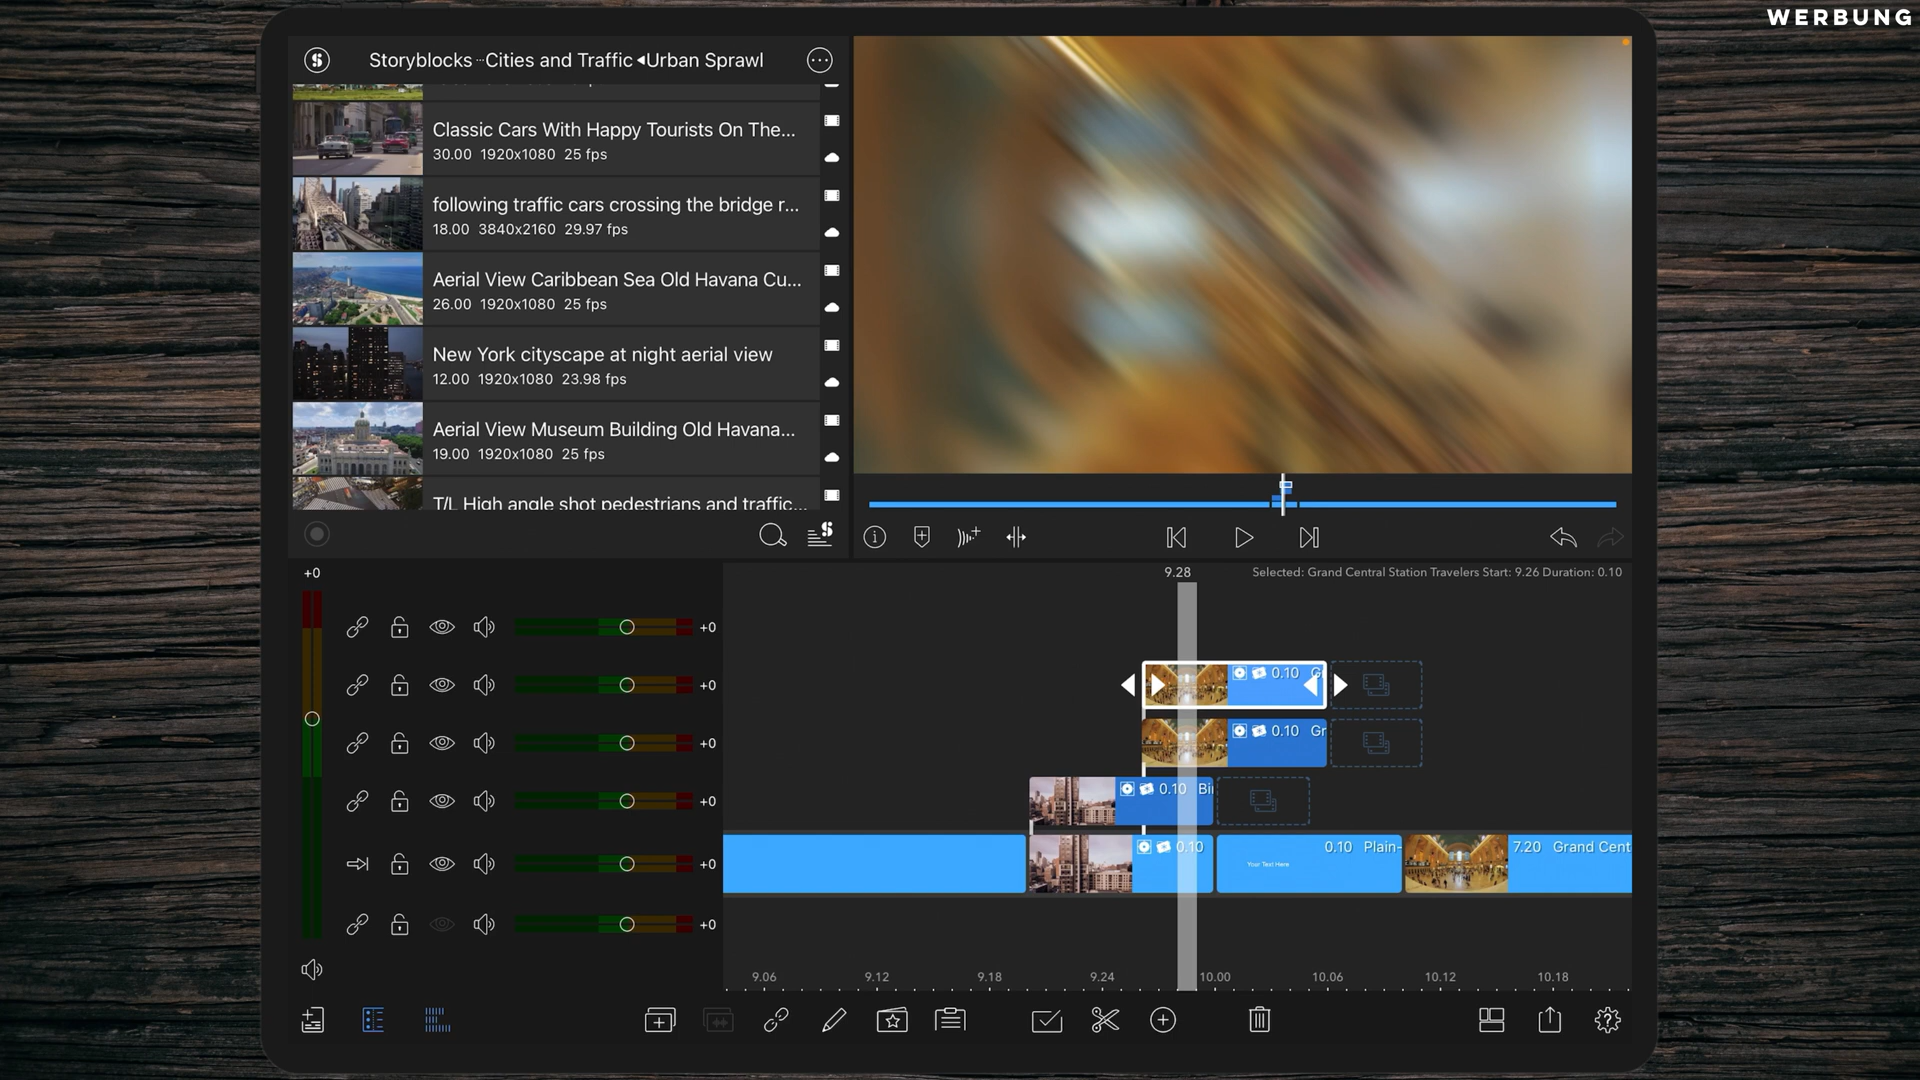 WERBUNG
Storyblocks ··· Cities and Traffic ◂Urban Sprawl
Classic Cars With Happy Tourists On The...
30.00 1920x1080 25 fps
following traffic cars crossing the bridge r...
18.00 3840x2160 29.97 fps
Aerial View Caribbean Sea Old Havana Cu...
26.00 1920x1080 25 fps
New York cityscape at night aerial view
12.00 1920x1080 23.98 fps
Aerial View Museum Building Old Havana...
19.00 1920x1080 25 fps
T/L High angle shot pedestrians and traffic...
+0
9.28
Selected: Grand Central Station Travelers Start: 9.26 Duration: 0.10
+0
+0
0.10 G
+0
0.10 Gr
+0
0.10 Bi
+0
0.10
Your Text Here
0.10 Plain-
7.20 Grand Cent
+0
9.06 9.12 9.18 9.24 10.00 10.06 10.12 10.18